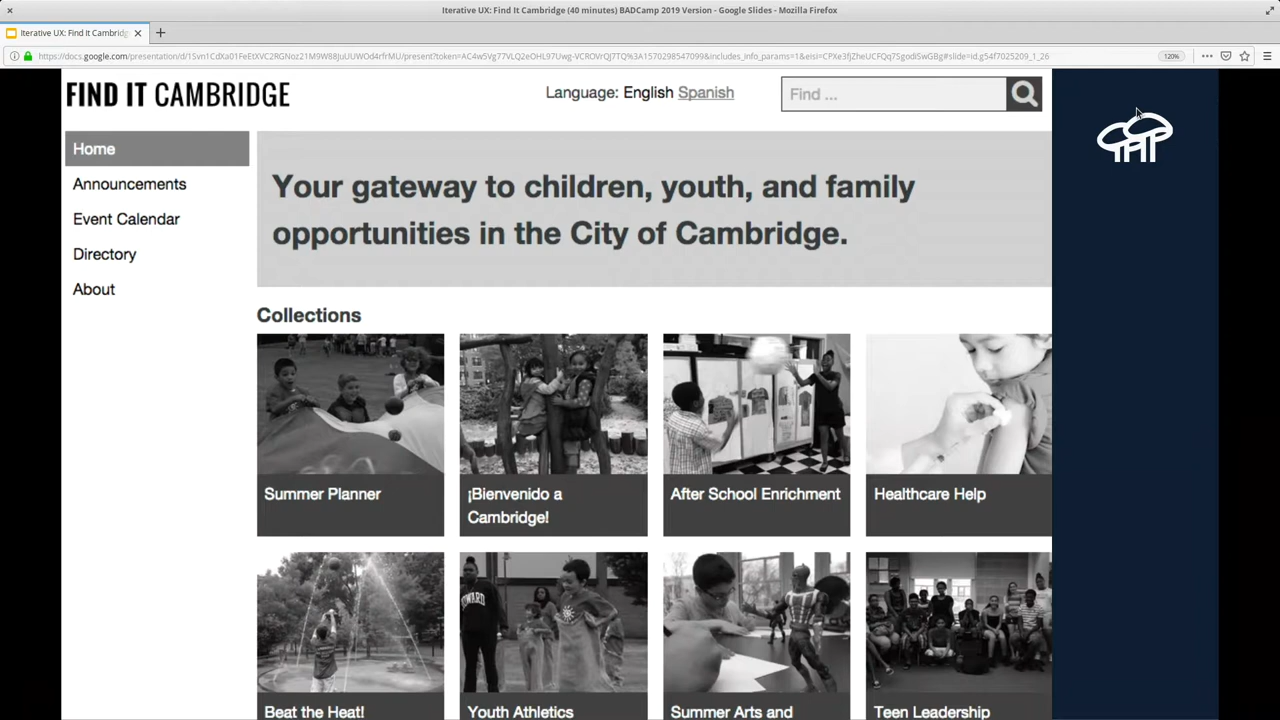 Iterative UX: Find It Cambridge (40 minutes) BADCamp 2019 Version - Google Slides - Mozilla Firefox
Iterative UX: Find It Cambridg
120%
FIND IT CAMBRIDGE
Language: English Spanish
Find ...
Home
Announcements
Event Calendar
Directory
About
Your gateway to children, youth, and family
opportunities in the City of Cambridge.
Collections
Summer Planner
¡Bienvenido a
Cambridge!
After School Enrichment
Healthcare Help
Beat the Heat!
Youth Athletics
Summer Arts and
Teen Leadership